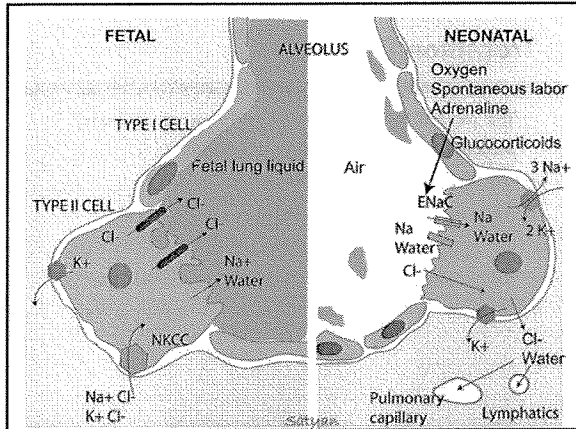 FETAL
NEONATAL
ALVEOLUS
Oxygen
Spontaneous labor
Adrenaline
TYPE I CELL
Glucocorticoids
Fetal lung liquid
Air
3 Na+
TYPE II CELL
Cl-
ENaC
Cl
Cl
Na
Water
Na
Water
2 K+
K+
Na+
Water
Cl-
NKCC
K+
Cl-
Water
Na+ Cl-
K+ Cl-
Satyan
Pulmonary
capillary
Lymphatics